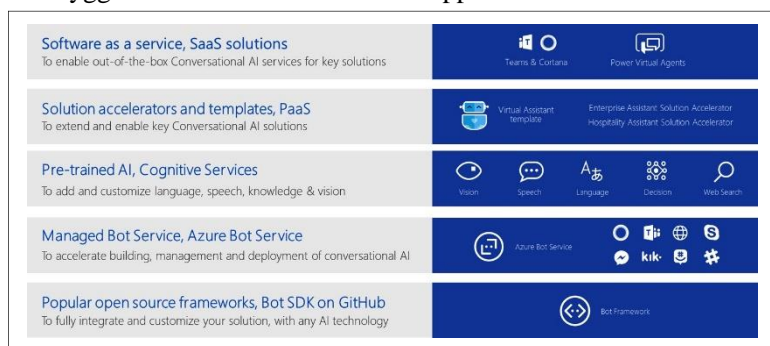 Software as a service, SaaS solutions
To enable out-of-the-box Conversational AI services for key solutions
Teams & Cortana
Power Virtual Agents
Solution accelerators and templates, PaaS
To extend and enable key Conversational AI solutions
Virtual Assistant
template
Enterprise Assistant Solution Accelerator
Hospitality Assistant Solution Accelerator
Pre-trained AI, Cognitive Services
To add and customize language, speech, knowledge & vision
Vision
Speech
Language
Decision
Web Search
Managed Bot Service, Azure Bot Service
To accelerate building, management and deployment of conversational AI
Azure Bot Service
kik·
Popular open source frameworks, Bot SDK on GitHub
To fully integrate and customize your solution, with any AI technology
Bot Framework